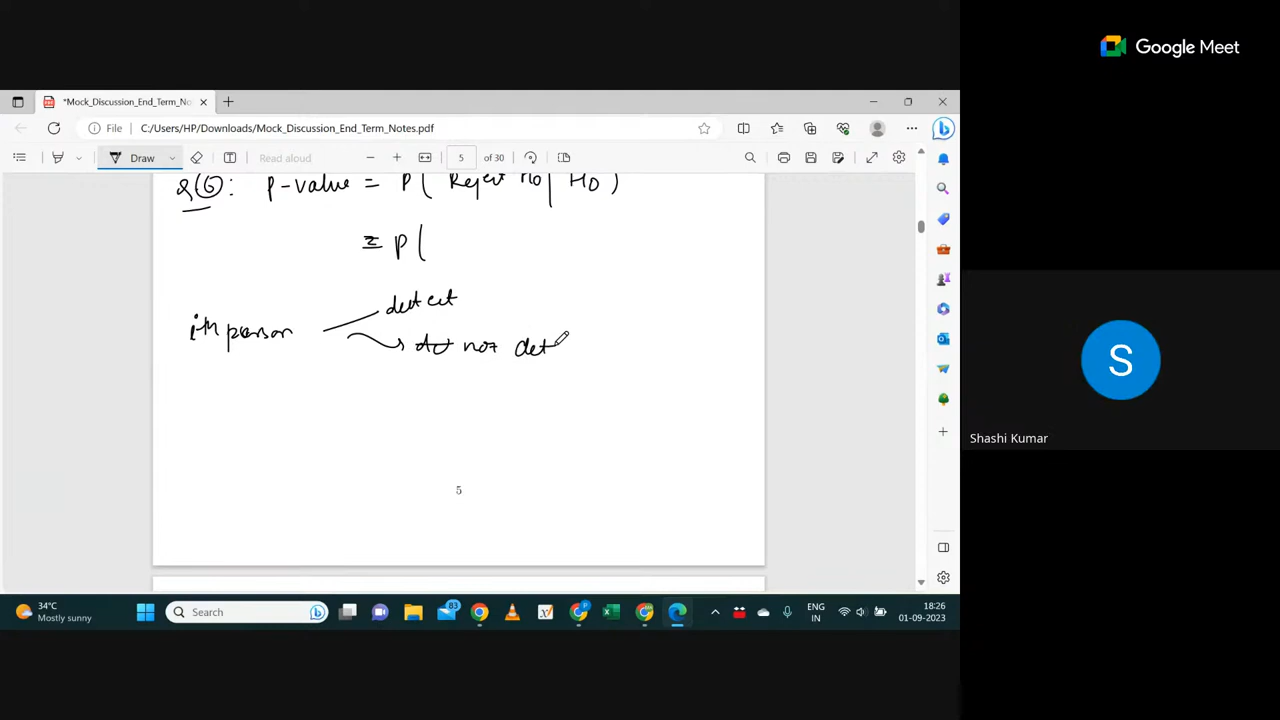 Google Meet
*Mock_Discussion_End_Term_No
File C:/Users/HP/Downloads/Mock_Discussion_End_Term_Notes.pdf
Draw Read aloud 5 of 30
Q6: P-value = P( Reject H0 | H0 )
= P(
detect
ith person
not det
5
S
Shashi Kumar
34°C
Mostly sunny
Search
83
ENG
IN
18:26
01-09-2023